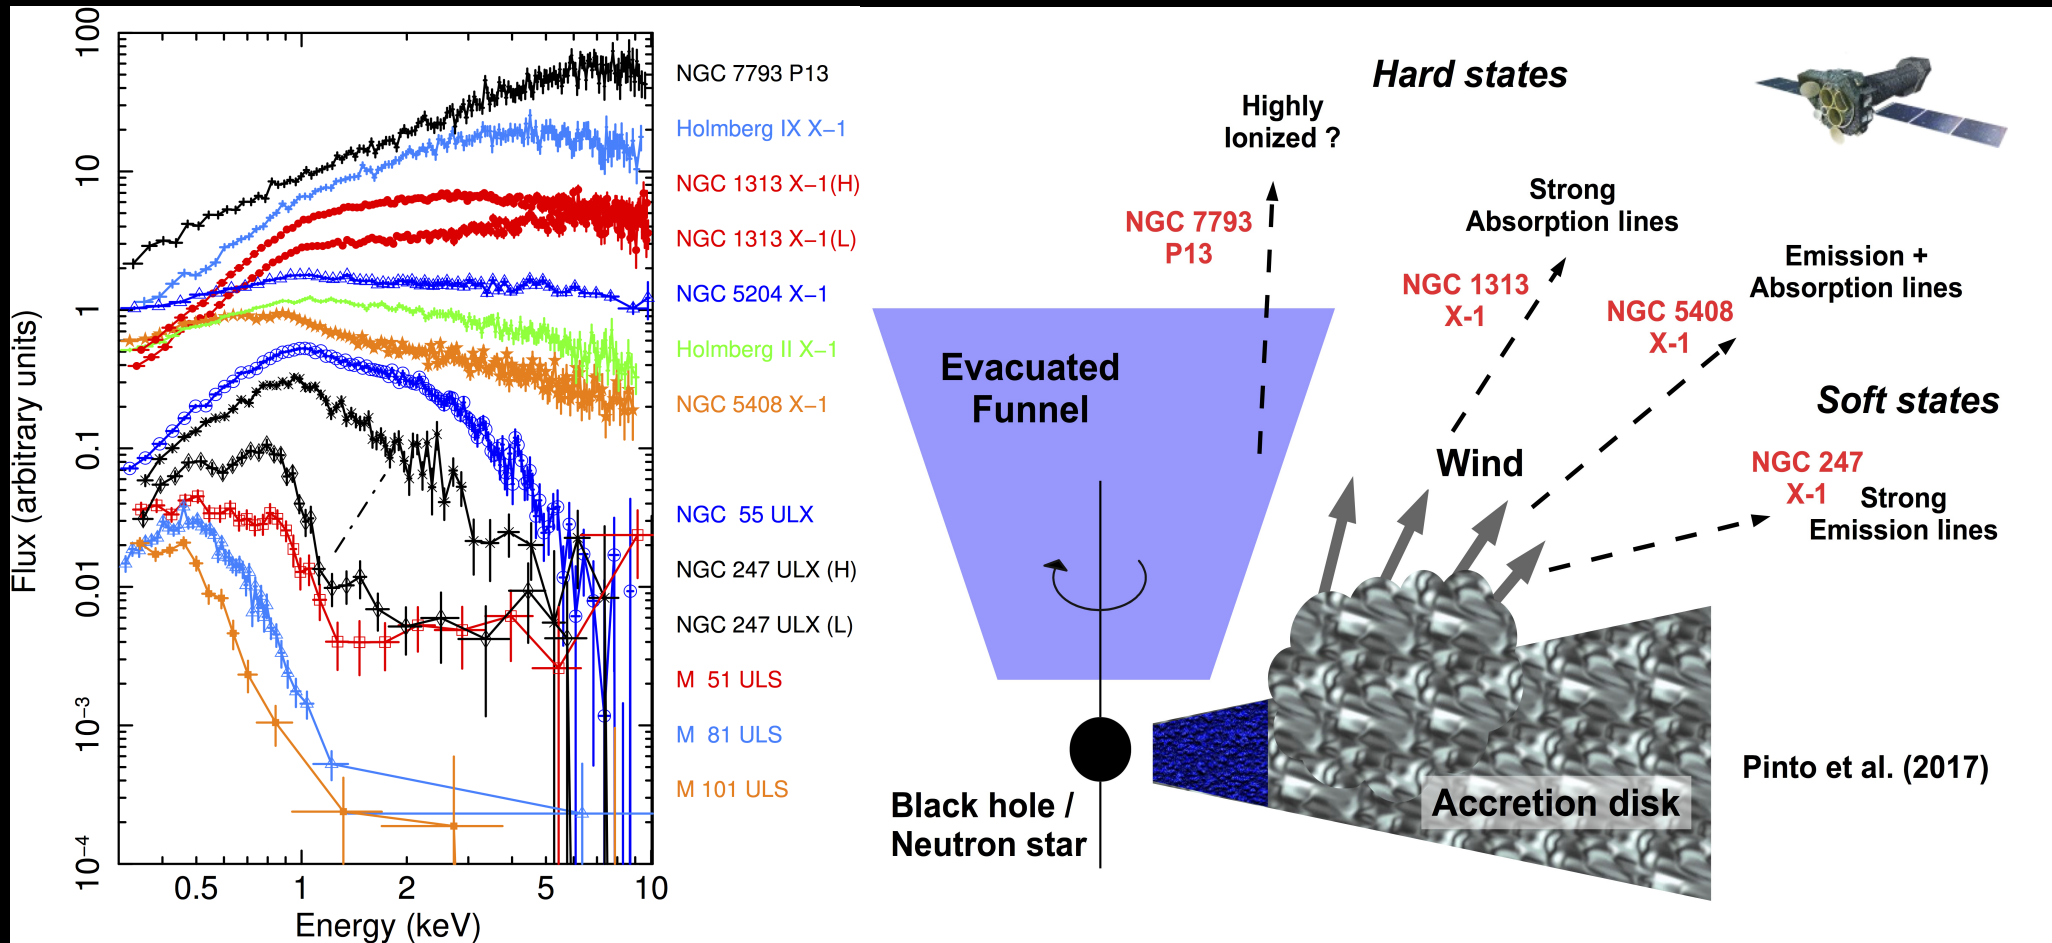 100
10
1
0.1
0.01
10⁻³
10⁻⁴
Flux (arbitrary units)
0.5
1
2
5
10
Energy (keV)
NGC 7793 P13
Holmberg IX X−1
NGC 1313 X−1(H)
NGC 1313 X−1(L)
NGC 5204 X−1
Holmberg II X−1
NGC 5408 X−1
NGC 55 ULX
NGC 247 ULX (H)
NGC 247 ULX (L)
M 51 ULS
M 81 ULS
M 101 ULS
Hard states
Highly
Ionized ?
NGC 7793
P13
Strong
Absorption lines
NGC 1313
X-1
Emission +
Absorption lines
NGC 5408
X-1
Soft states
NGC 247
X-1
Strong
Emission lines
Evacuated
Funnel
Wind
Black hole /
Neutron star
Accretion disk
Pinto et al. (2017)